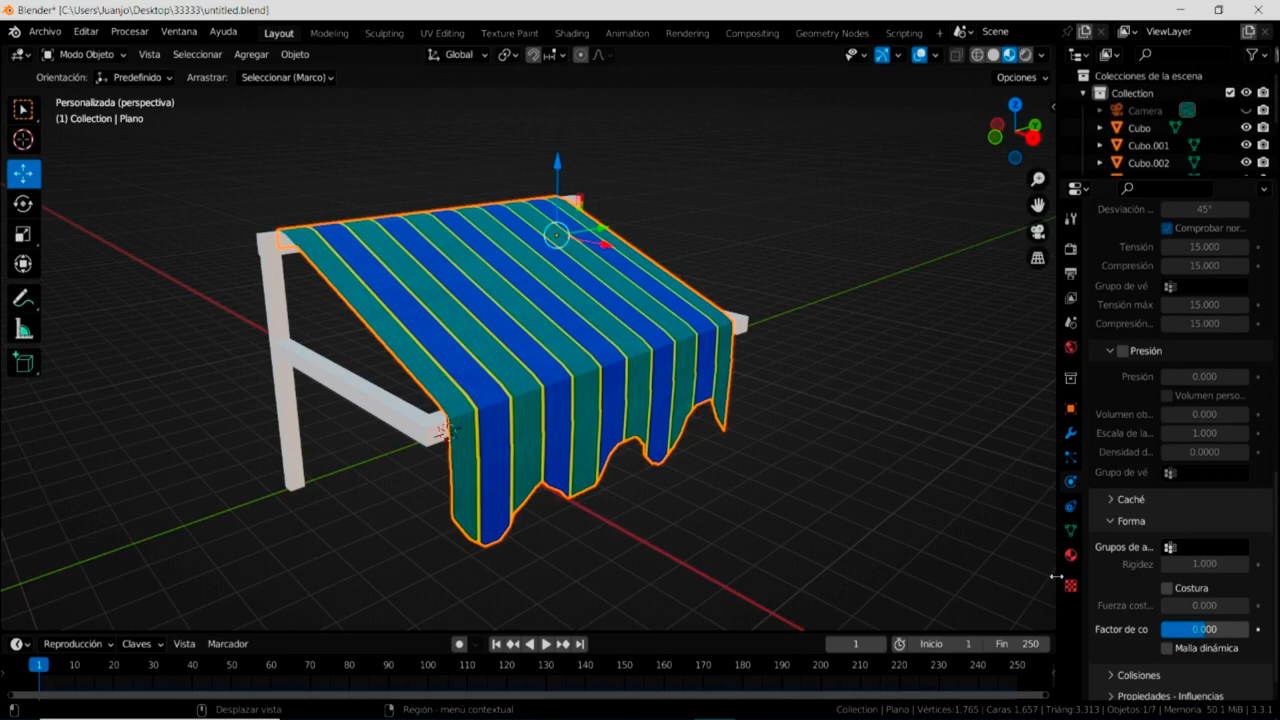 Blender* [C:\Users\Juanjo\Desktop\33333\untitled.blend]
Archivo Editar Procesar Ventana Ayuda Layout Modeling Sculpting UV Editing Texture Paint Shading Animation Rendering Compositing Geometry Nodes Scripting + Scene ViewLayer
Modo Objeto Vista Seleccionar Agregar Objeto Global
Orientación: Predefinido Arrastrar: Seleccionar (Marco) Opciones
Personalizada (perspectiva)
(1) Collection | Plano
Z
Y
Colecciones de la escena
Collection
Camera
Cubo
Cubo.001
Cubo.002
Desviación ... 45°
Comprobar nor...
Tensión 15.000
Compresión 15.000
Grupo de vé
Tensión máx 15.000
Compresión... 15.000
Presión
Presión 0.000
Volumen perso...
Volumen ob... 0.000
Escala de la... 1.000
Densidad d... 0.0000
Grupo de vé
Caché
Forma
Grupos de a...
Rigidez 1.000
Costura
Fuerza cost... 0.000
Factor de co 0.000
Malla dinámica
Colisiones
Propiedades - Influencias
Reproducción Claves Vista Marcador 1 Inicio 1 Fin 250
1 10 20 30 40 50 60 70 80 90 100 110 120 130 140 150 160 170 180 190 200 210 220 230 240 250
Desplazar vista Región - menú contextual Collection | Plano | Vértices:1,765 | Caras:1,657 | Triáng:3,313 | Objetos:1/7 | Memoria: 50.1 MiB | 3.3.1